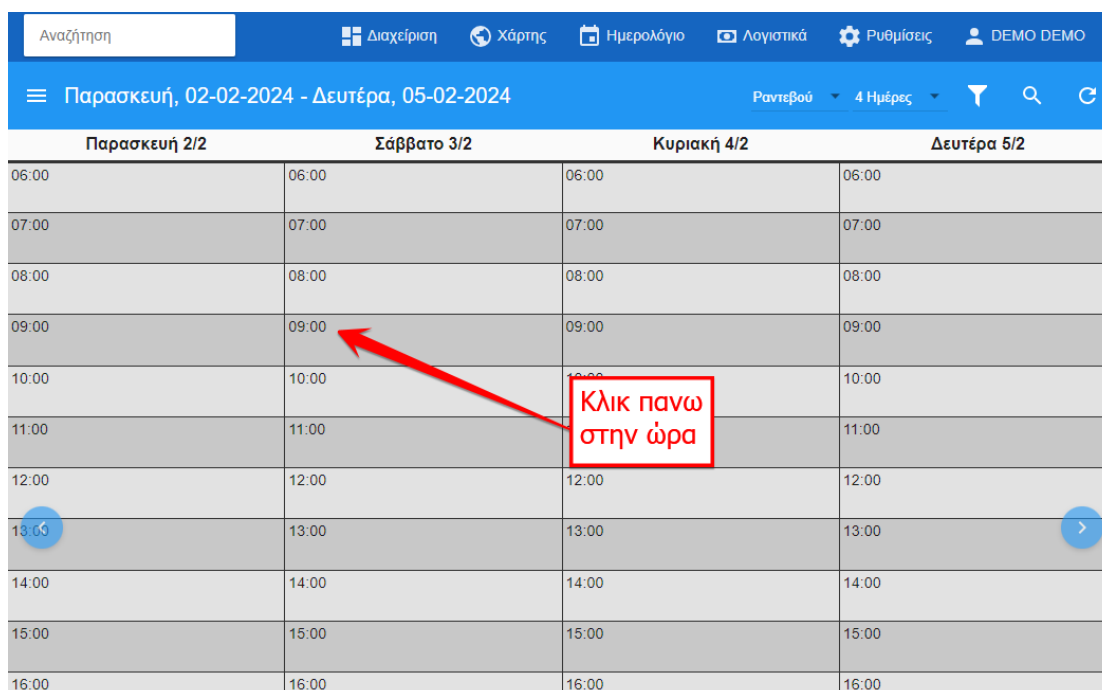 Αναζήτηση Διαχείριση Χάρτης Ημερολόγιο Λογιστικά Ρυθμίσεις DEMO DEMO
Παρασκευή, 02-02-2024 - Δευτέρα, 05-02-2024 Ραντεβού 4 Ημέρες
Παρασκευή 2/2 Σάββατο 3/2 Κυριακή 4/2 Δευτέρα 5/2
06:00 06:00 06:00 06:00
07:00 07:00 07:00 07:00
08:00 08:00 08:00 08:00
09:00 09:00 09:00 09:00
10:00 10:00 10:00
Κλικ πανω
στην ώρα
11:00 11:00 11:00
12:00 12:00 12:00 12:00
13:00 13:00 13:00 13:00
14:00 14:00 14:00 14:00
15:00 15:00 15:00 15:00
16:00 16:00 16:00 16:00